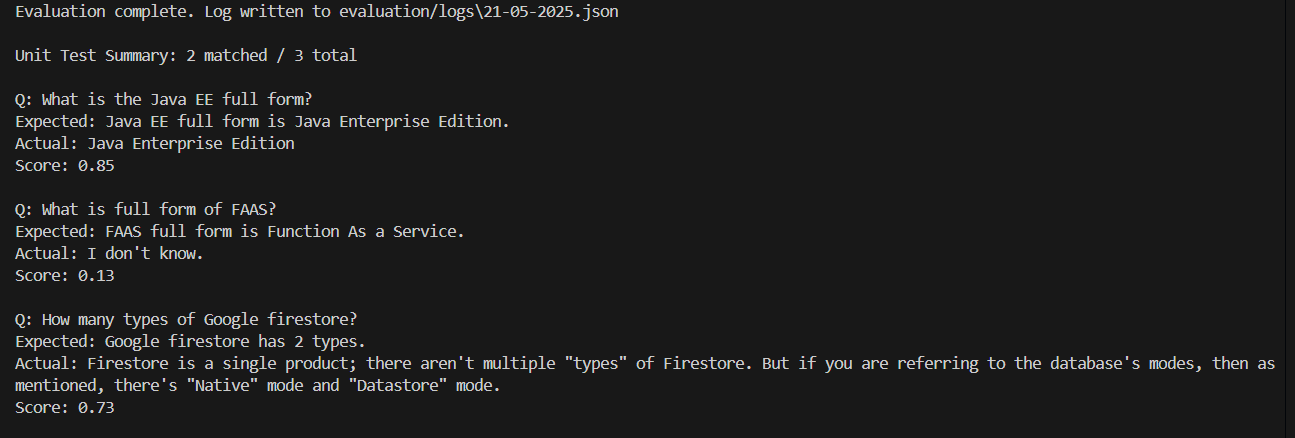 Evaluation complete. Log written to evaluation/logs\21-05-2025.json
Unit Test Summary: 2 matched / 3 total
Q: What is the Java EE full form?
Expected: Java EE full form is Java Enterprise Edition.
Actual: Java Enterprise Edition
Score: 0.85
Q: What is full form of FAAS?
Expected: FAAS full form is Function As a Service.
Actual: I don't know.
Score: 0.13
Q: How many types of Google firestore?
Expected: Google firestore has 2 types.
Actual: Firestore is a single product; there aren't multiple "types" of Firestore. But if you are referring to the database's modes, then as
mentioned, there's "Native" mode and "Datastore" mode.
Score: 0.73